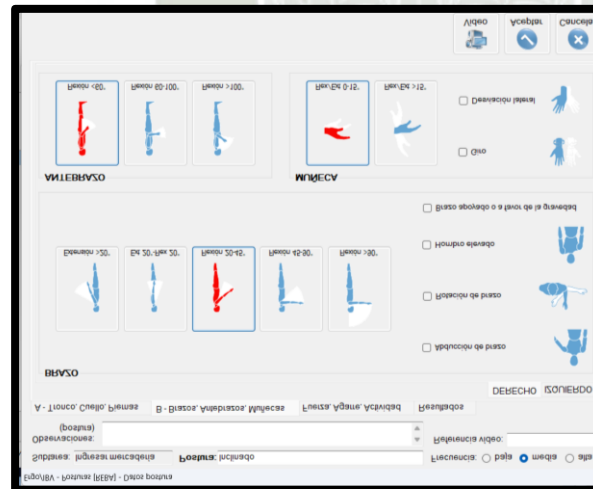 Ergo/IBV - Posturas [REBA] - Datos postura
Subtarea: Ingresar mercadería Postura: Inclinado Frecuencia: baja media alta
Observaciones: (postura) Referencia vídeo:
A - Tronco, Cuello, Piernas B - Brazos, Antebrazos, Muñecas Fuerza, Agarre, Actividad Resultados
DERECHO IZQUIERDO
BRAZO
Extensión >20° Ext 20°-Flex 20° Flexión 20-45° Flexión 45-90° Flexión >90°
Abducción de brazo
Rotación de brazo
Hombro elevado
Brazo apoyado o a favor de la gravedad
ANTEBRAZO
Flexión <60° Flexión 60-100° Flexión >100°
MUÑECA
Flex/Ext 0-15° Flex/Ext >15°
Giro
Desviación lateral
Vídeo Aceptar Cancela